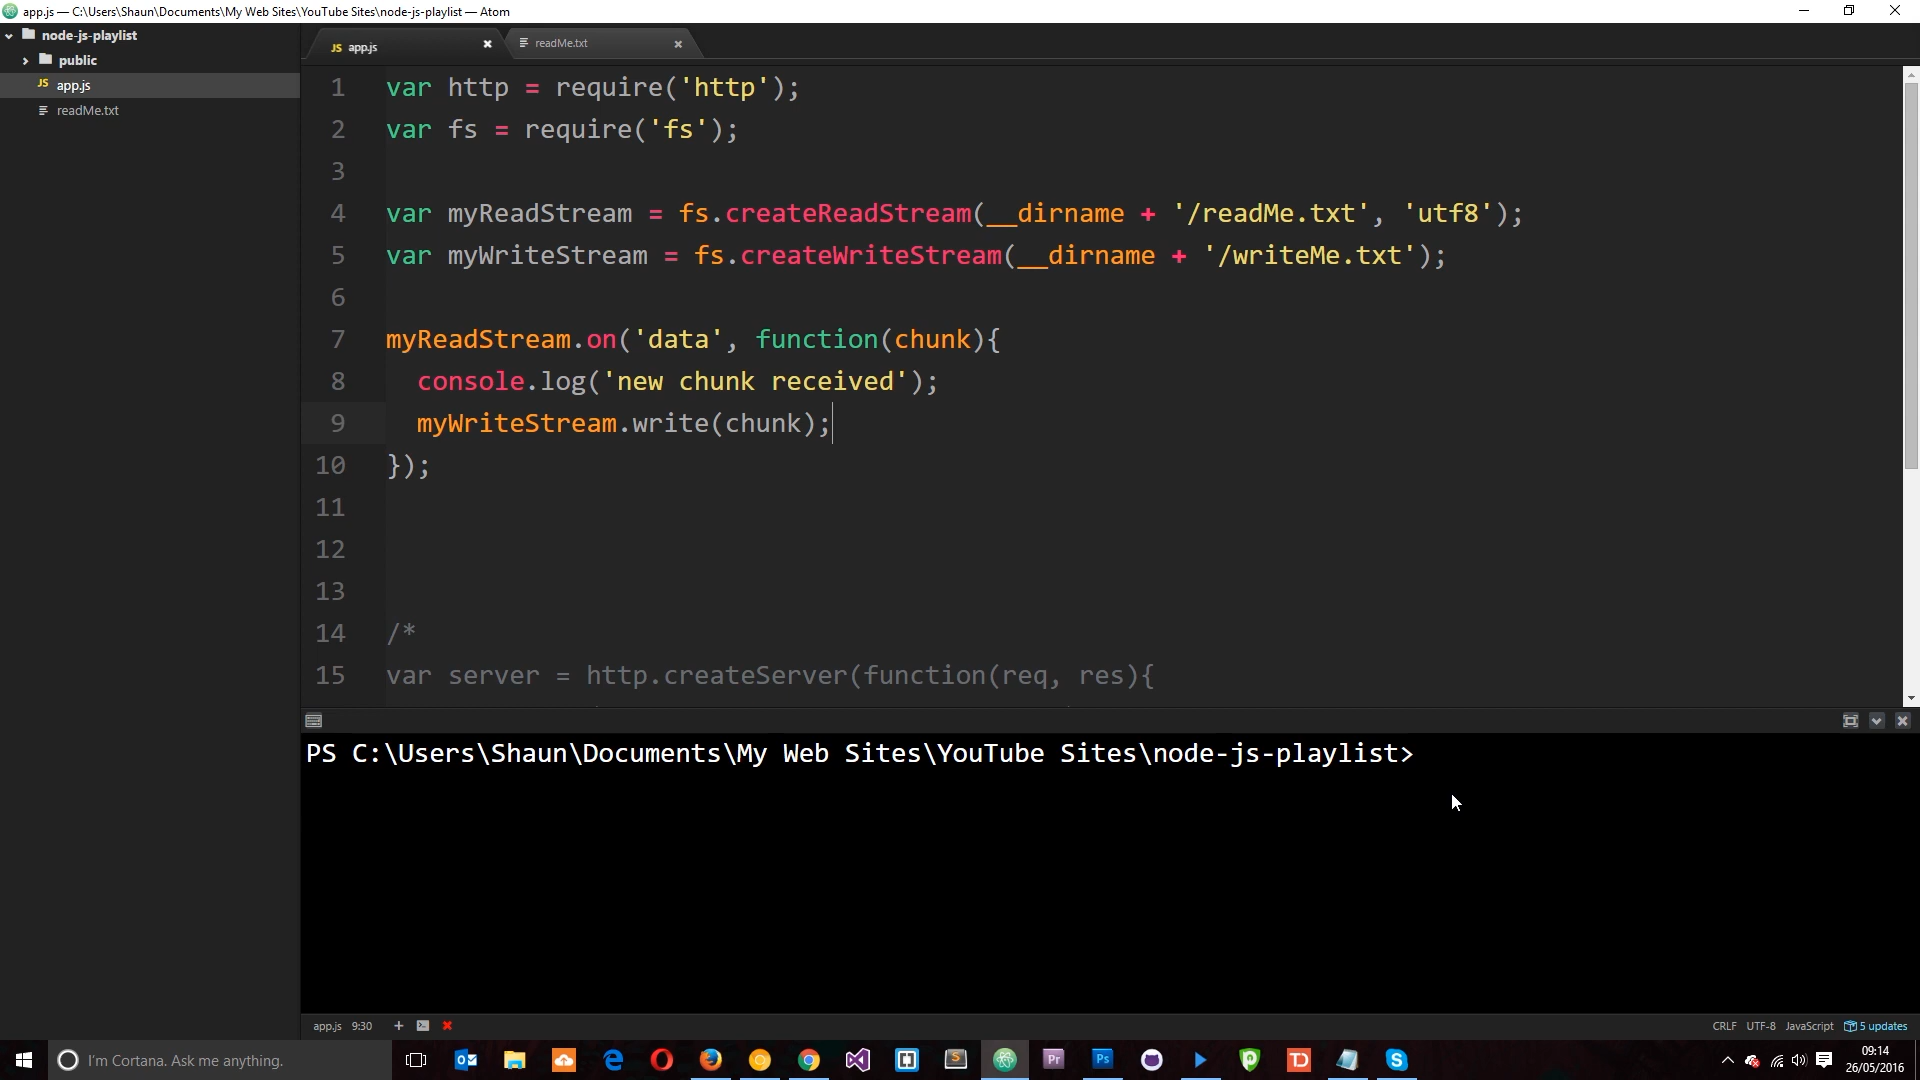 app.js — C:\Users\Shaun\Documents\My Web Sites\YouTube Sites\node-js-playlist — Atom
node-js-playlist
public
JS app.js
readMe.txt
JS app.js
readMe.txt
1 var http = require('http');
2 var fs = require('fs');
3
4 var myReadStream = fs.createReadStream(__dirname + '/readMe.txt', 'utf8');
5 var myWriteStream = fs.createWriteStream(__dirname + '/writeMe.txt');
6
7 myReadStream.on('data', function(chunk){
8 console.log('new chunk received');
9 myWriteStream.write(chunk);
10 });
11
12
13
14 /*
15 var server = http.createServer(function(req, res){
PS C:\Users\Shaun\Documents\My Web Sites\YouTube Sites\node-js-playlist>
app.js 9:30
CRLF UTF-8 JavaScript 5 updates
I'm Cortana. Ask me anything.
Pr
Ps
TD
09:14
26/05/2016